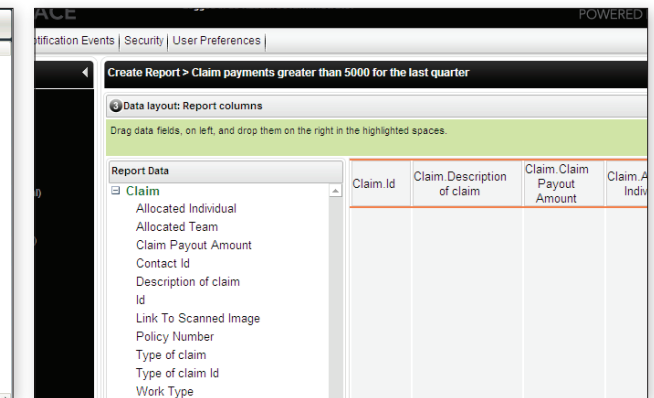 ACE
POWERED
tification Events | Security | User Preferences |
Create Report > Claim payments greater than 5000 for the last quarter
3 Data layout: Report columns
Drag data fields, on left, and drop them on the right in the highlighted spaces.
Report Data
Claim
Allocated Individual
Allocated Team
Claim Payout Amount
Contact Id
Description of claim
Id
Link To Scanned Image
Policy Number
Type of claim
Type of claim Id
Work Type
Claim.Id
Claim.Description
of claim
Claim.Claim
Payout
Amount
Claim.A
Indiv